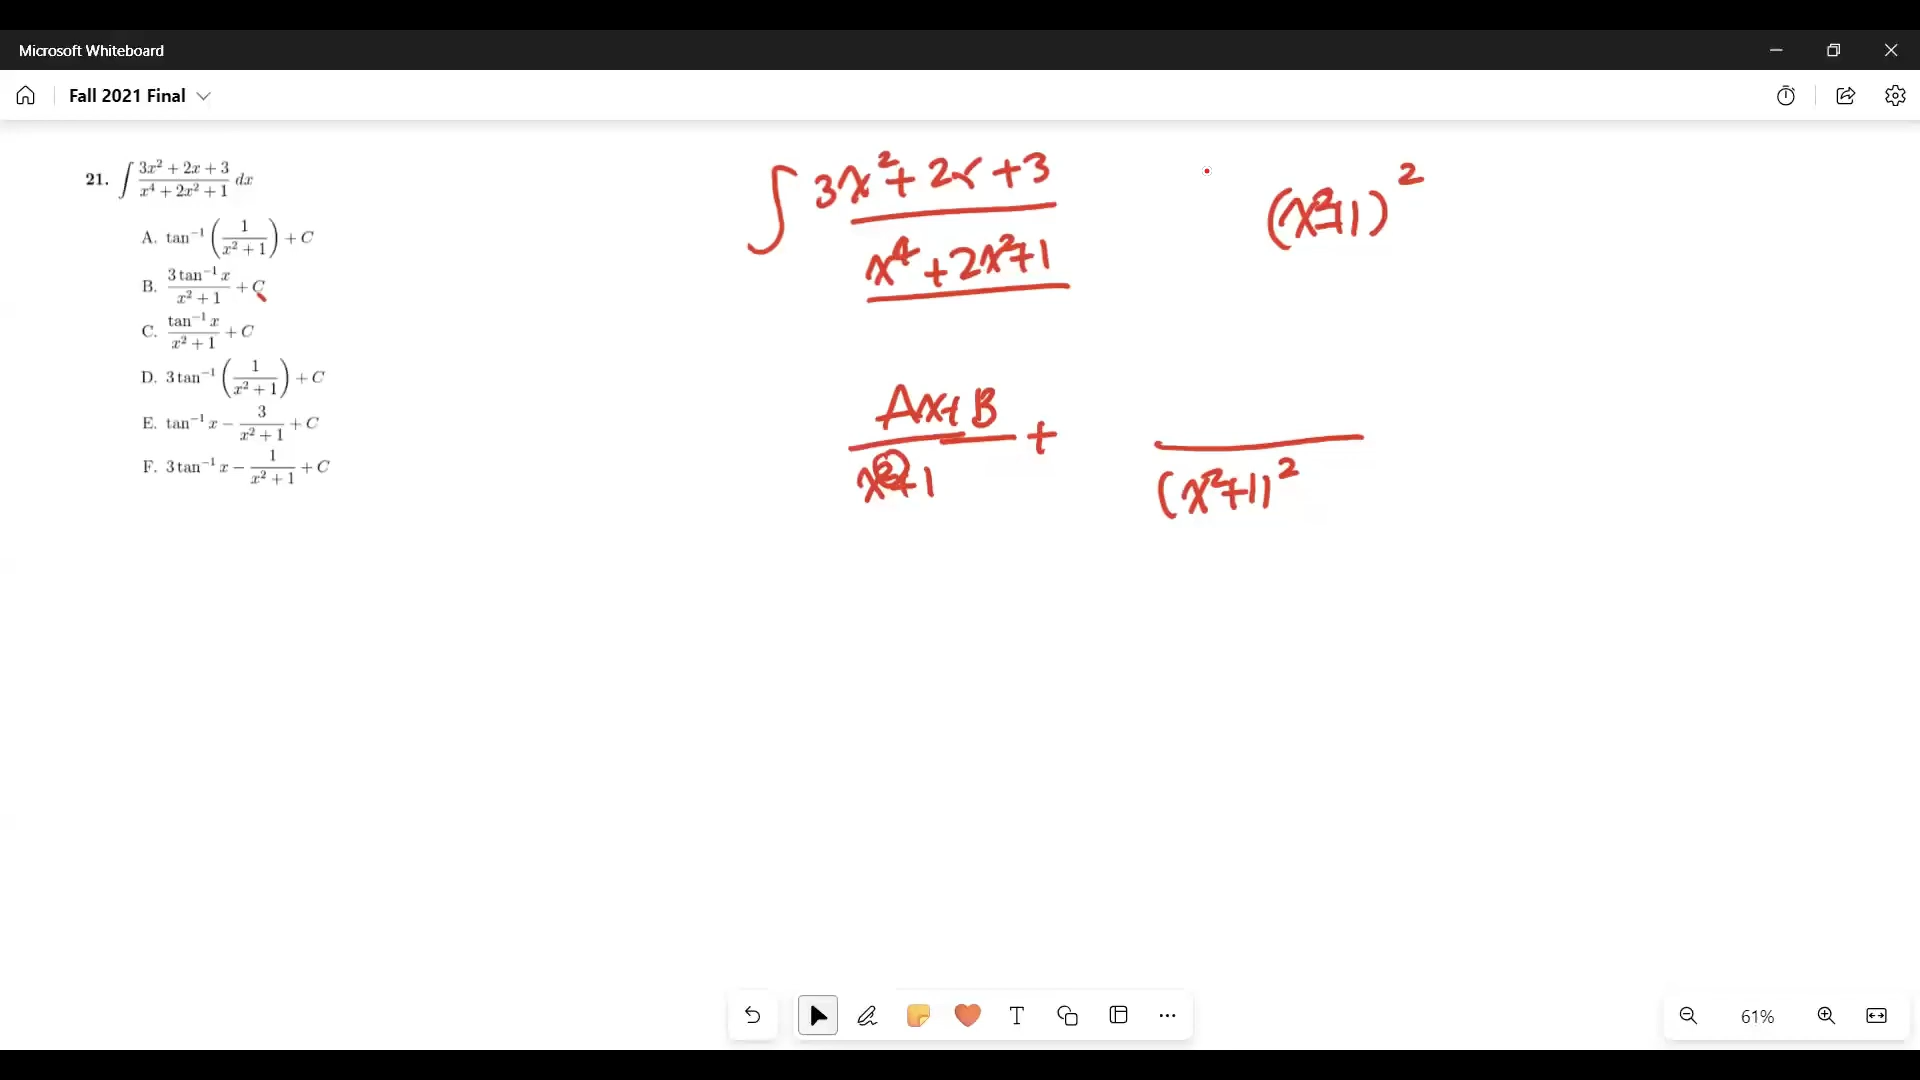 Microsoft Whiteboard
Fall 2021 Final
21. ∫ (3x² + 2x + 3)/(x⁴ + 2x² + 1) dx
A. tan⁻¹ (1/(x² + 1)) + C
B. (3 tan⁻¹ x)/(x² + 1) + C
C. (tan⁻¹ x)/(x² + 1) + C
D. 3 tan⁻¹ (1/(x² + 1)) + C
E. tan⁻¹ x − 3/(x² + 1) + C
F. 3 tan⁻¹ x − 1/(x² + 1) + C
∫ 3x² + 2x + 3
x⁴ + 2x² + 1
(x² + 1)²
Ax + B +
x² + 1
(x² + 1)²
61%